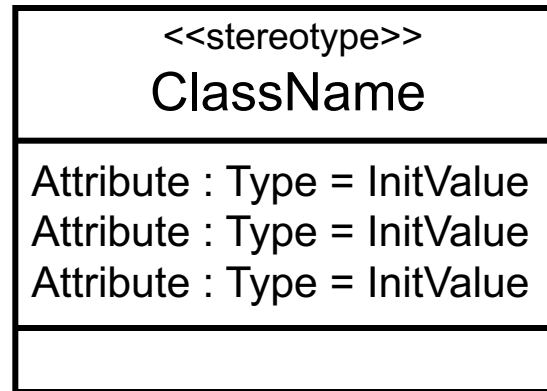 <<stereotype>>
ClassName
Attribute : Type = InitValue
Attribute : Type = InitValue
Attribute : Type = InitValue